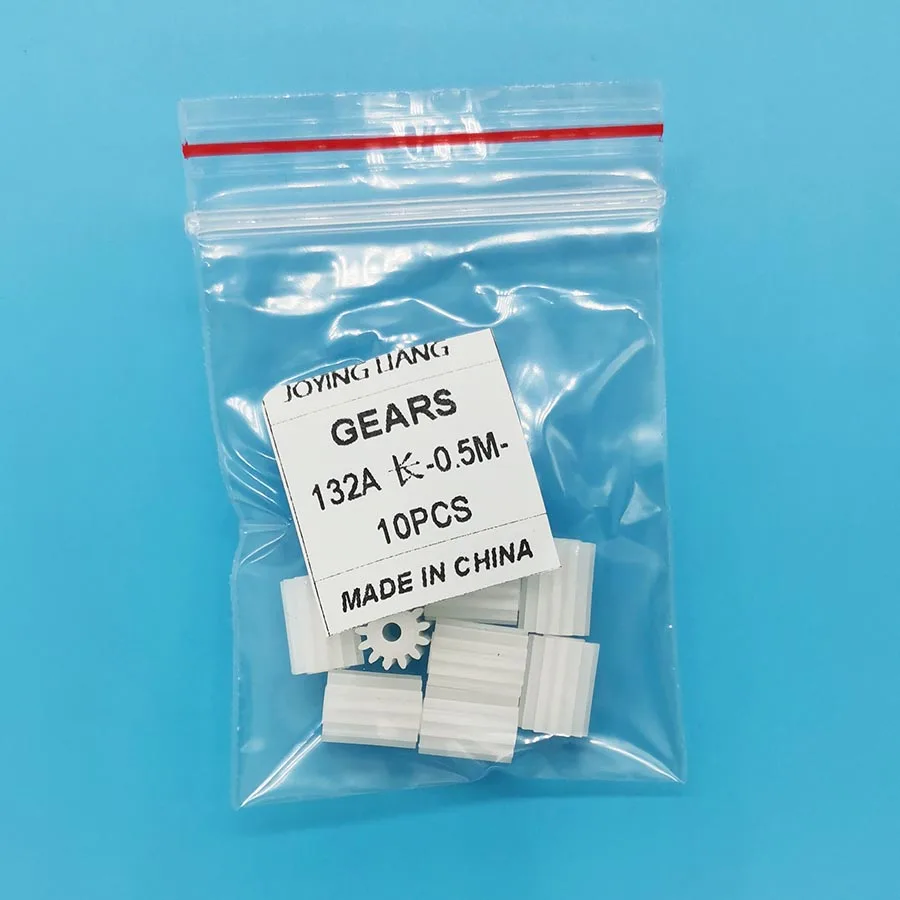 JOYING LIANG
GEARS
132A 长-0.5M-
10PCS
MADE IN CHINA